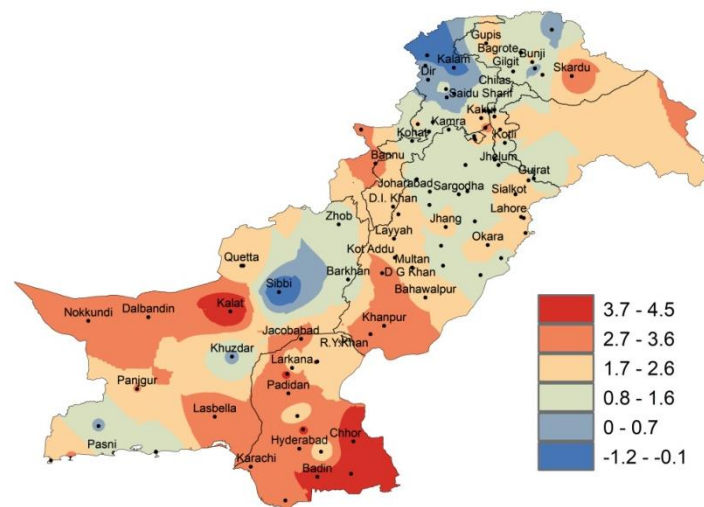 Gupis
Bagrote
Bunji
Gilgit
Kalam
Skardu
Dir
Chilas
Saidu Sharif
Kakul
Kamra
Kohat
Kotli
Bannu
Jhelum
Gujrat
Joharabad
Sargodha
Sialkot
D.I. Khan
Lahore
Zhob
Jhang
Layyah
Okara
Kot Addu
Quetta
Multan
Barkhan
D G Khan
Sibbi
Bahawalpur
Kalat
Dalbandin
Nokkundi
Khanpur
Jacobabad
R.Y.Khan
Khuzdar
Larkana
Panjgur
Padidan
Lasbella
Chhor
Hyderabad
Pasni
Karachi
Badin
3.7 - 4.5
2.7 - 3.6
1.7 - 2.6
0.8 - 1.6
0 - 0.7
-1.2 - -0.1